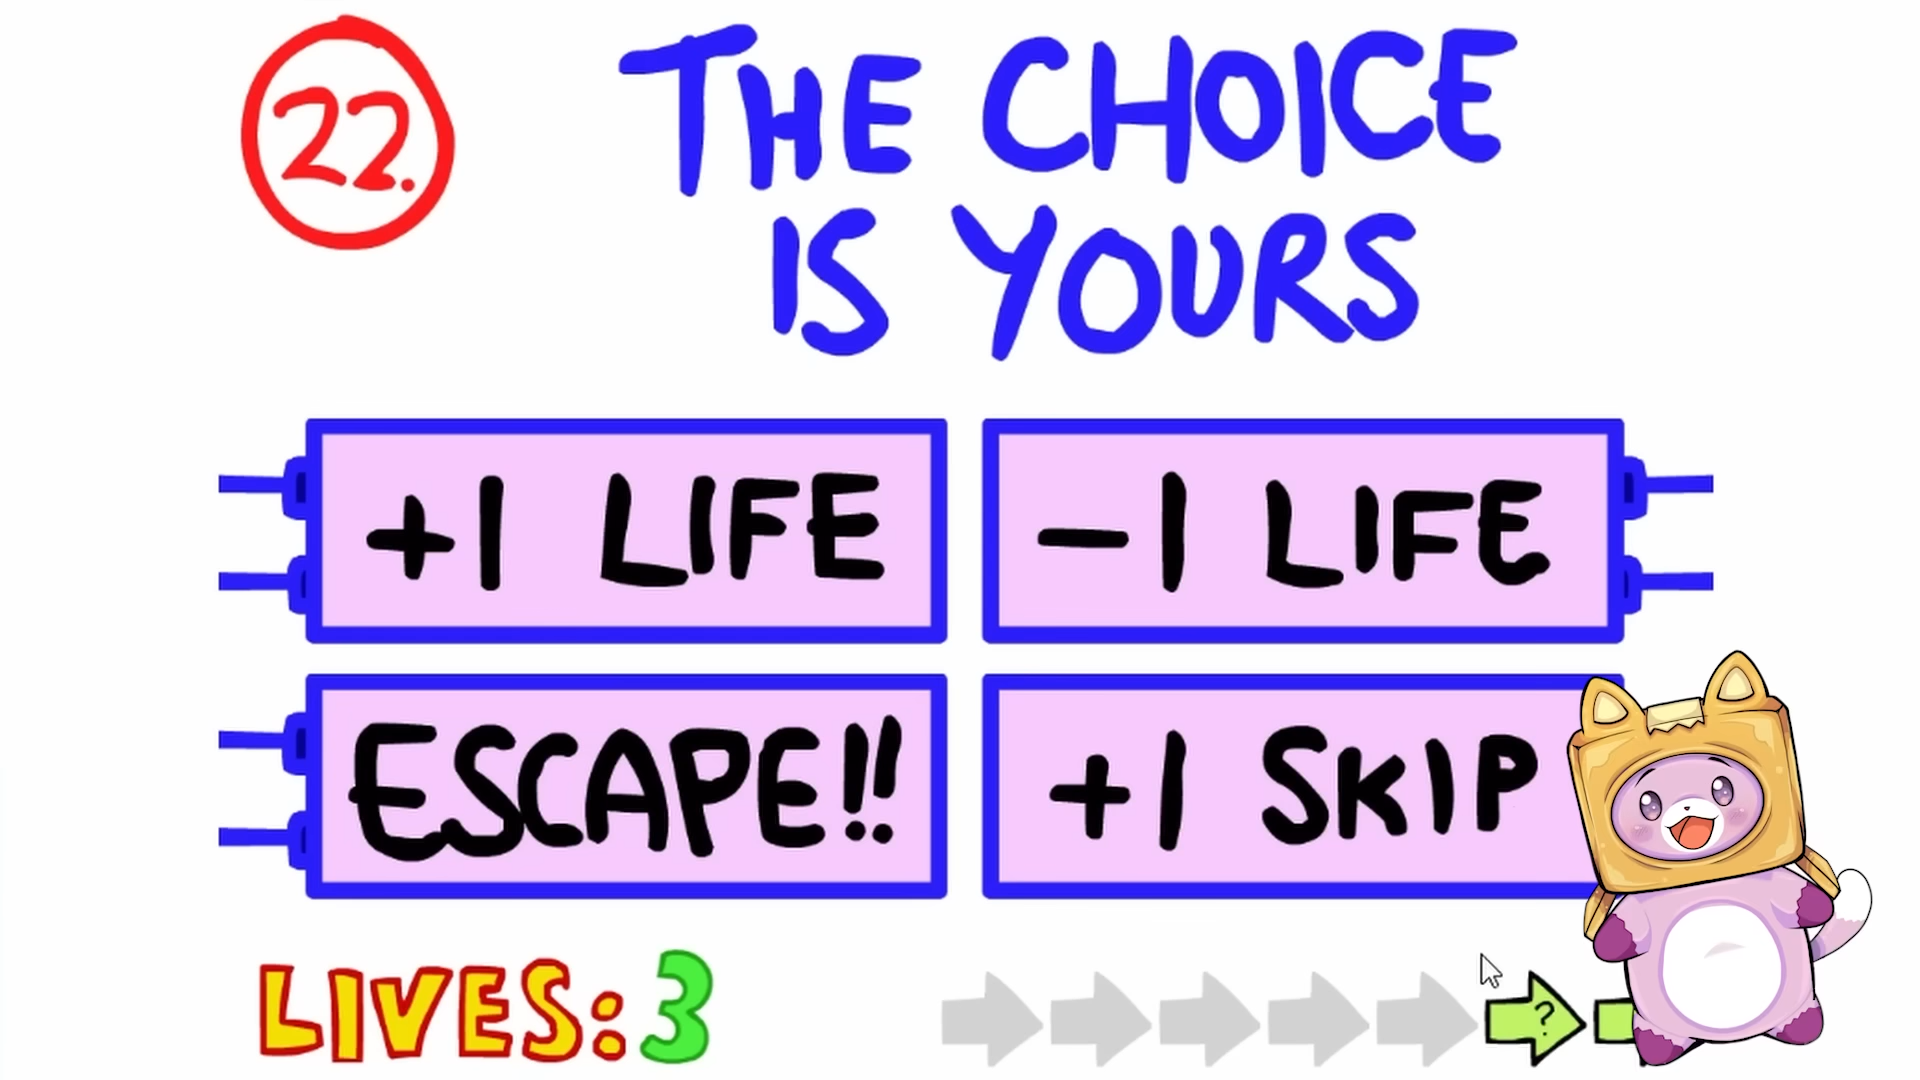 22.
THE CHOICE
IS YOURS
+1 LIFE
-1 LIFE
ESCAPE!!
+1 SKIP
LIVES: 3
?